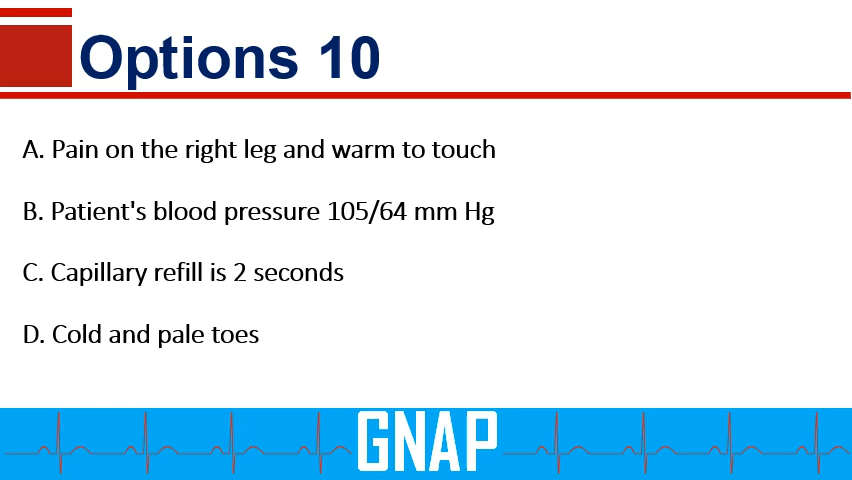 Options 10
A. Pain on the right leg and warm to touch
B. Patient's blood pressure 105/64 mm Hg
C. Capillary refill is 2 seconds
D. Cold and pale toes
GNAP